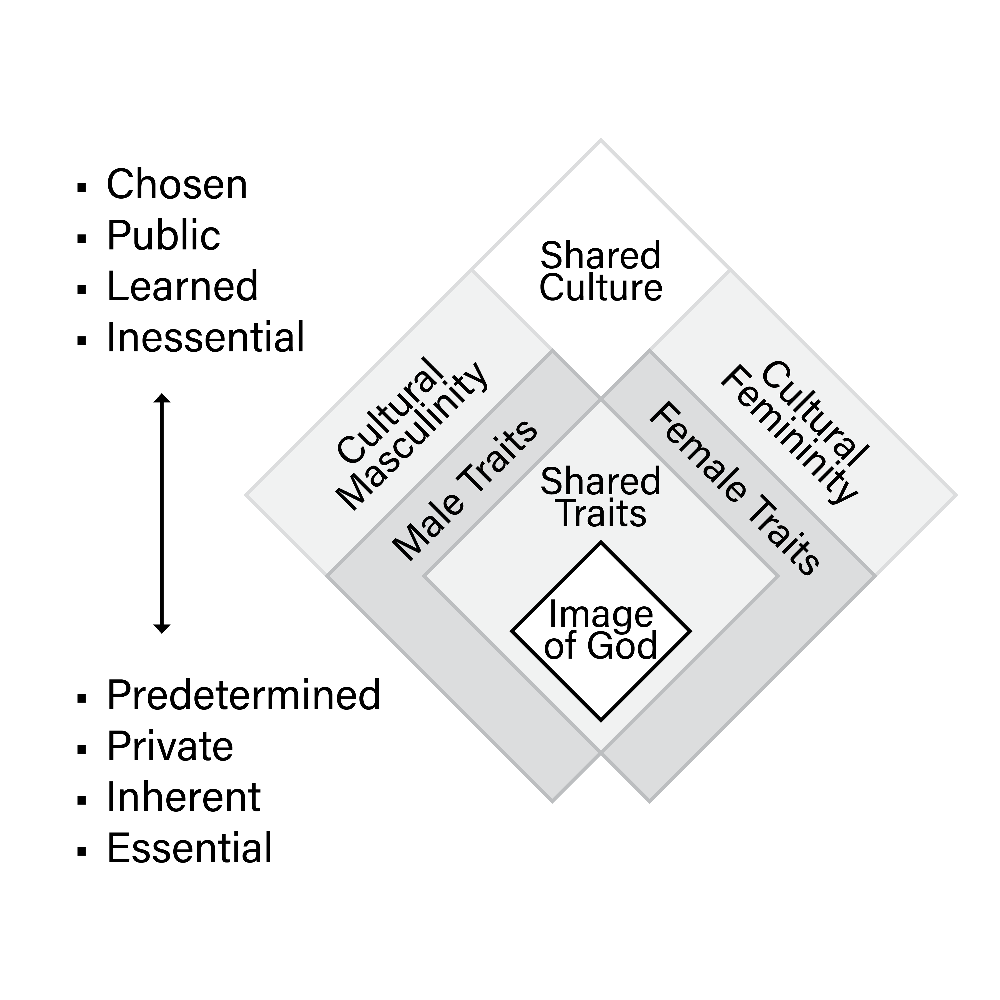 ▪ Chosen
▪ Public
▪ Learned
▪ Inessential
▪ Predetermined
▪ Private
▪ Inherent
▪ Essential
Shared
Culture
Cultural
Masculinity
Male Traits
Shared
Traits
Female Traits
Cultural
Femininity
Image
of God